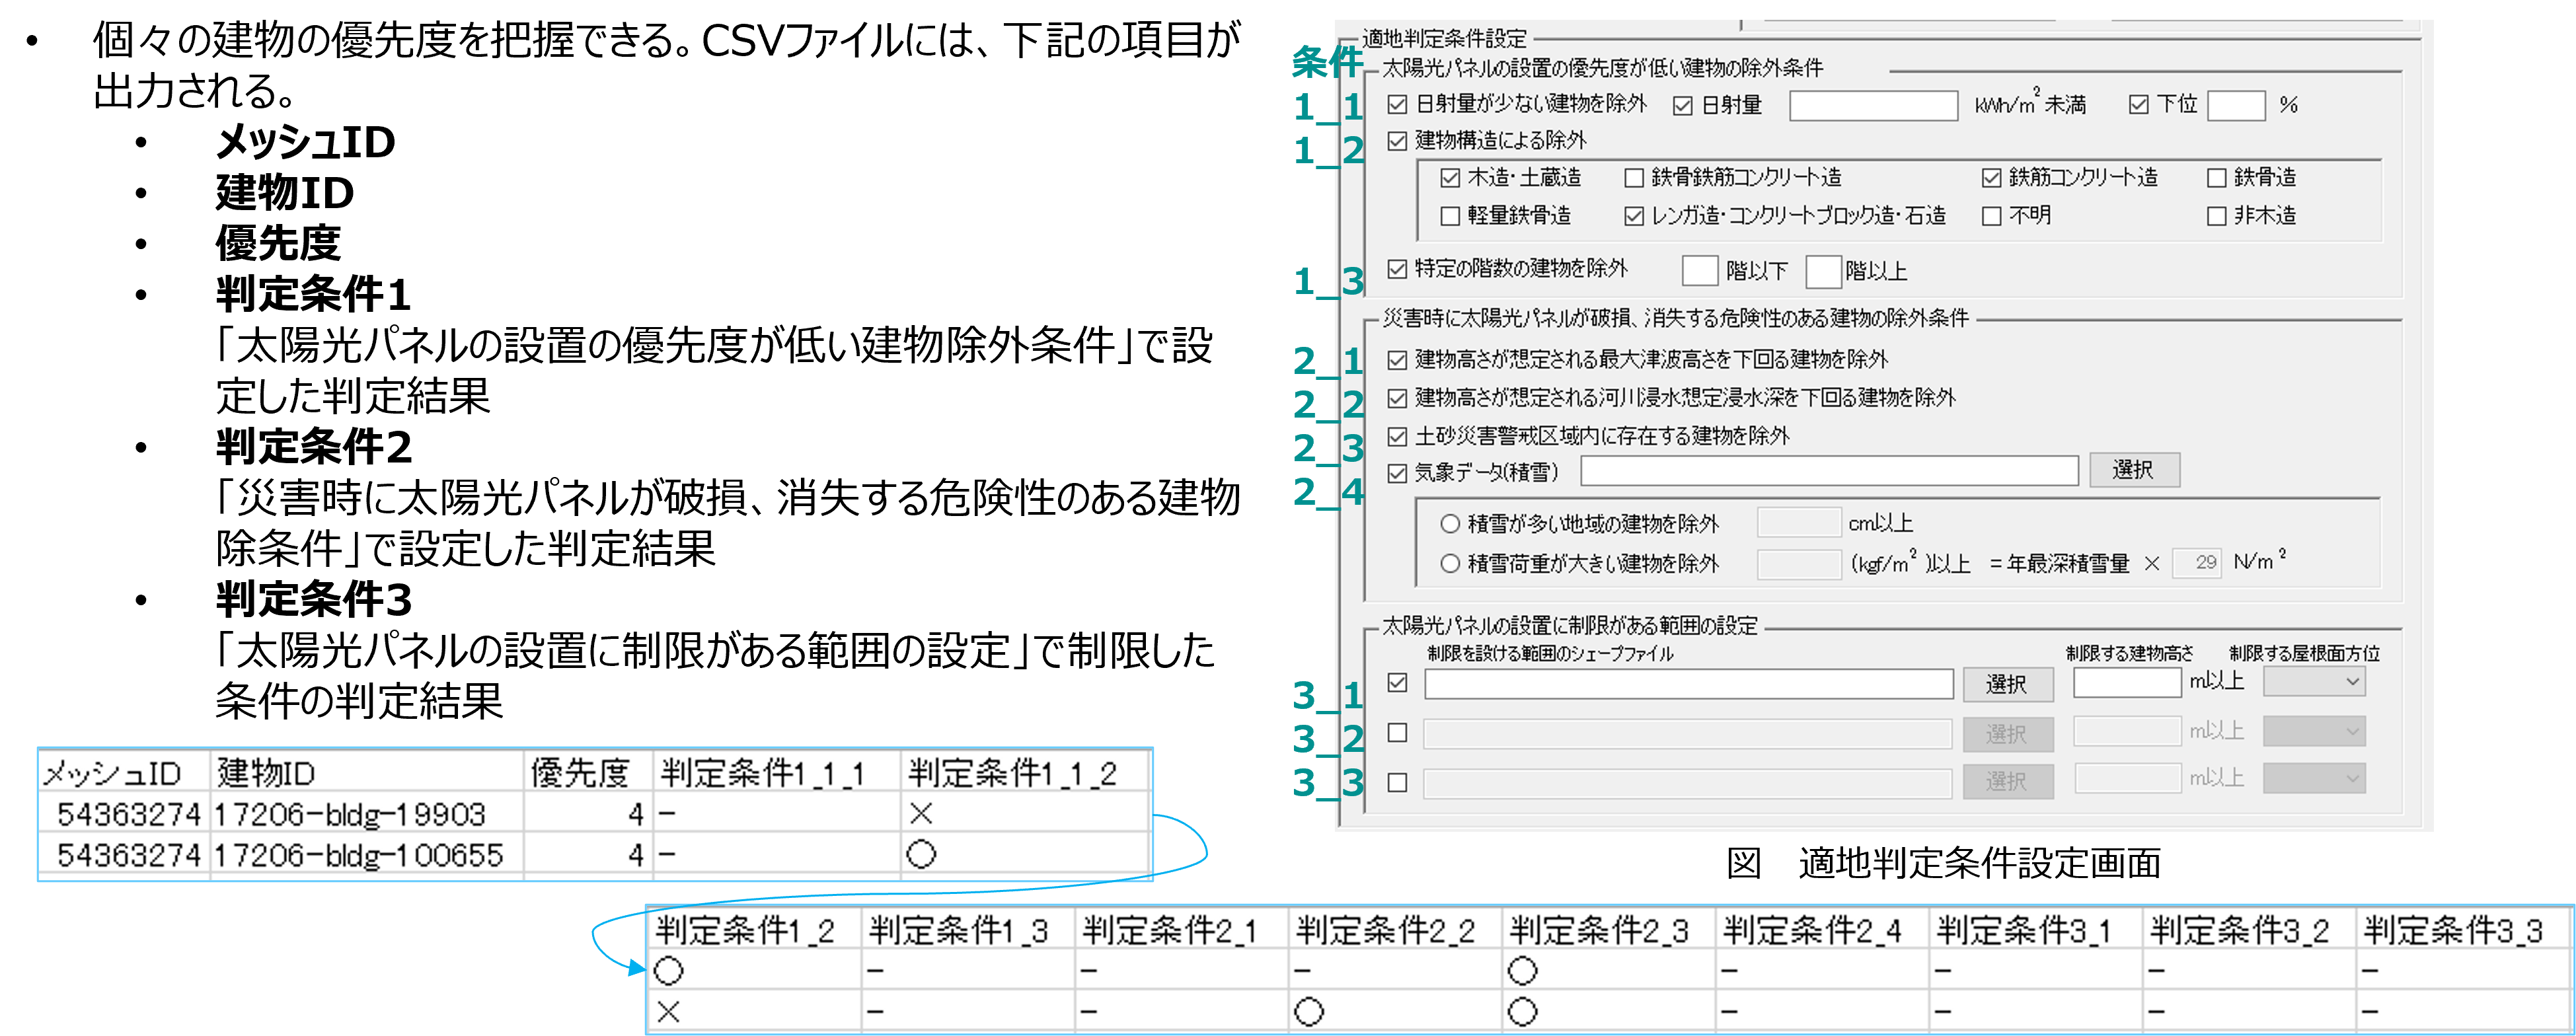 • 個々の建物の優先度を把握できる。CSVファイルには、下記の項目が
出力される。
• メッシュID
• 建物ID
• 優先度
• 判定条件1
「太陽光パネルの設置の優先度が低い建物除外条件」で設
定した判定結果
• 判定条件2
「災害時に太陽光パネルが破損、消失する危険性のある建物
除条件」で設定した判定結果
• 判定条件3
「太陽光パネルの設置に制限がある範囲の設定」で制限した
条件の判定結果
適地判定条件設定
条件
太陽光パネルの設置の優先度が低い建物の除外条件
1_1 日射量が少ない建物を除外 日射量 kWh/m² 未満 下位 %
1_2 建物構造による除外
木造・土蔵造 鉄骨鉄筋コンクリート造 鉄筋コンクリート造 鉄骨造
軽量鉄骨造 レンガ造・コンクリートブロック造・石造 不明 非木造
1_3 特定の階数の建物を除外 階以下 階以上
災害時に太陽光パネルが破損、消失する危険性のある建物の除外条件
2_1 建物高さが想定される最大津波高さを下回る建物を除外
2_2 建物高さが想定される河川浸水想定浸水深を下回る建物を除外
2_3 土砂災害警戒区域内に存在する建物を除外
2_4 気象データ(積雪) 選択
積雪が多い地域の建物を除外 cm以上
積雪荷重が大きい建物を除外 (kgf/m²)以上 =年最深積雪量 × 29 N/m²
太陽光パネルの設置に制限がある範囲の設定
制限を設ける範囲のシェープファイル 制限する建物高さ 制限する屋根面方位
3_1 選択 m以上
3_2 選択 m以上
3_3 選択 m以上
図 適地判定条件設定画面
メッシュID 建物ID 優先度 判定条件1_1_1 判定条件1_1_2
54363274 17206-bldg-19903 4 - ×
54363274 17206-bldg-100655 4 - ○
判定条件1_2 判定条件1_3 判定条件2_1 判定条件2_2 判定条件2_3 判定条件2_4 判定条件3_1 判定条件3_2 判定条件3_3
○ - - - ○ - - - -
× - - ○ ○ - - - -